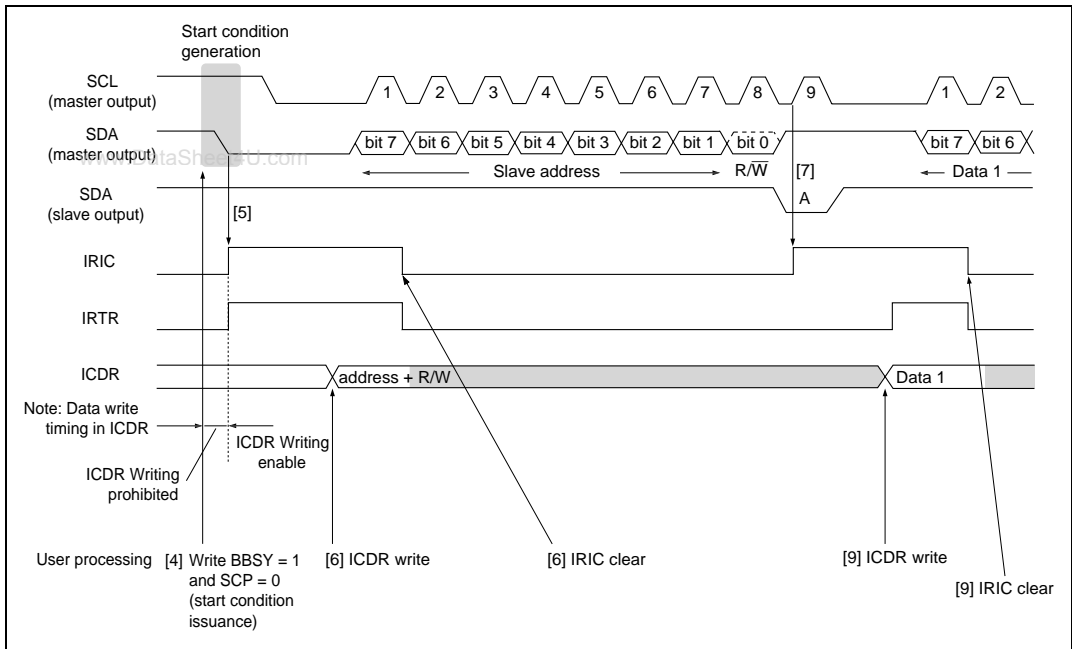 Start condition
generation
SCL
(master output)
1 2 3 4 5 6 7 8 9 1 2
SDA
(master output)
bit 7 bit 6 bit 5 bit 4 bit 3 bit 2 bit 1 bit 0 bit 7 bit 6
www.DataSheet4U.com
Slave address R/W̅ [7] Data 1
SDA
(slave output)
[5]
A
IRIC
IRTR
ICDR address + R/W Data 1
Note: Data write
timing in ICDR
ICDR Writing
enable
ICDR Writing
prohibited
User processing [4] Write BBSY = 1
and SCP = 0
(start condition
issuance)
[6] ICDR write [6] IRIC clear [9] ICDR write
[9] IRIC clear